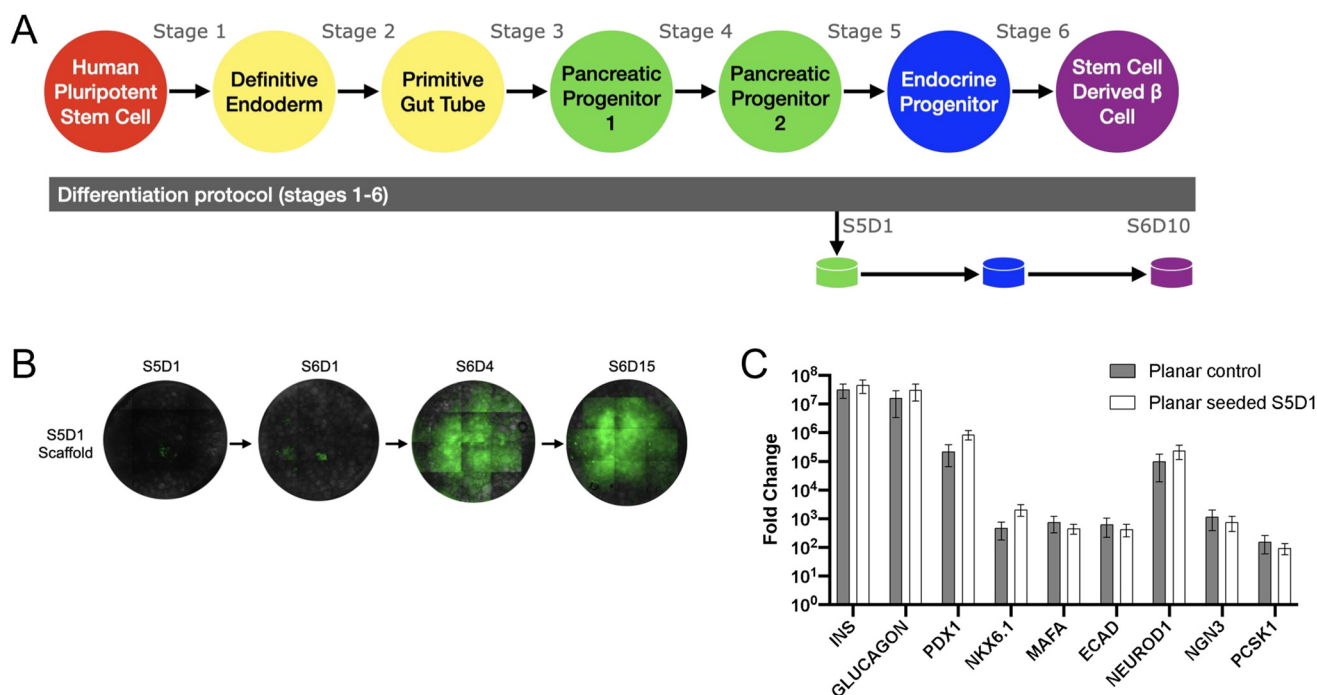 A
Stage 1
Stage 2
Stage 3
Stage 4
Stage 5
Stage 6
Human
Pluripotent
Stem Cell
Definitive
Endoderm
Primitive
Gut Tube
Pancreatic
Progenitor
1
Pancreatic
Progenitor
2
Endocrine
Progenitor
Stem Cell
Derived β
Cell
Differentiation protocol (stages 1-6)
S5D1
S6D10
B
S5D1
S6D1
S6D4
S6D15
S5D1
Scaffold
C
Planar control
Planar seeded S5D1
Fold Change
10⁸
10⁷
10⁶
10⁵
10⁴
10³
10²
10¹
10⁰
INS
GLUCAGON
PDX1
NKX6.1
MAFA
ECAD
NEUROD1
NGN3
PCSK1